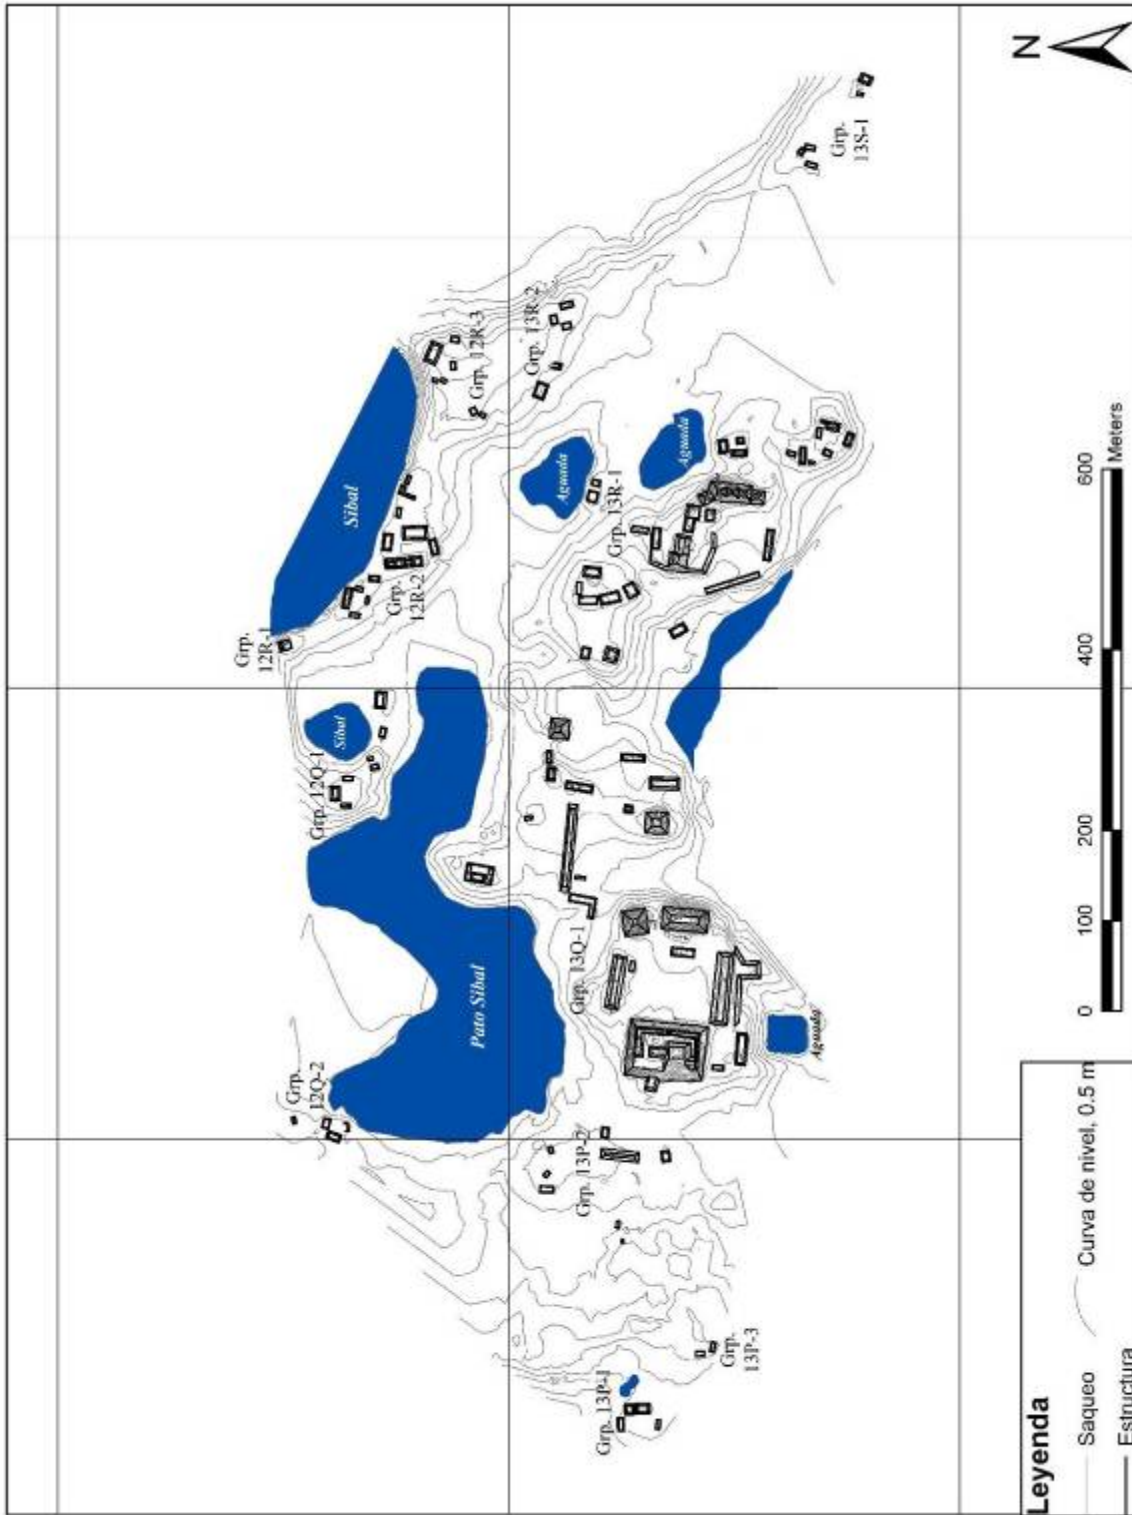 N
Grp.
13S-1
Grp. 12R-3
Grp. 13R-2
Sibal
Aguada
Aguada
Grp. 13R-1
Grp.
12R-2
Grp.
12R-1
Sibal
Grp. 12Q-1
Pato Sibal
Grp. 13Q-1
Aguada
Grp.
12Q-2
Grp. 13P-2
Grp.
13P-3
Grp. 13P-1
0 100 200 400 600
Meters
Leyenda
Saqueo
Curva de nivel, 0.5 m
Estructura